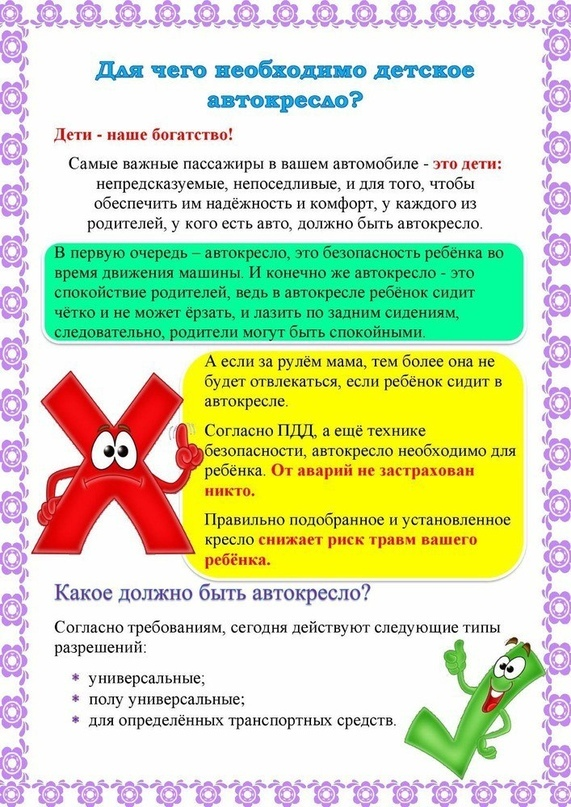 Для чего необходимо детское
автокресло?
Дети - наше богатство!
Самые важные пассажиры в вашем автомобиле - это дети:
непредсказуемые, непоседливые, и для того, чтобы
обеспечить им надёжность и комфорт, у каждого из
родителей, у кого есть авто, должно быть автокресло.
В первую очередь – автокресло, это безопасность ребёнка во
время движения машины. И конечно же автокресло - это
спокойствие родителей, ведь в автокресле ребёнок сидит
чётко и не может ёрзать, и лазить по задним сидениям,
следовательно, родители могут быть спокойными.
А если за рулём мама, тем более она не
будет отвлекаться, если ребёнок сидит в
автокресле.
Согласно ПДД, а ещё технике
безопасности, автокресло необходимо для
ребёнка. От аварий не застрахован
никто.
Правильно подобранное и установленное
кресло снижает риск травм вашего
ребёнка.
Какое должно быть автокресло?
Согласно требованиям, сегодня действуют следующие типы
разрешений:
* универсальные;
* полу универсальные;
* для определённых транспортных средств.